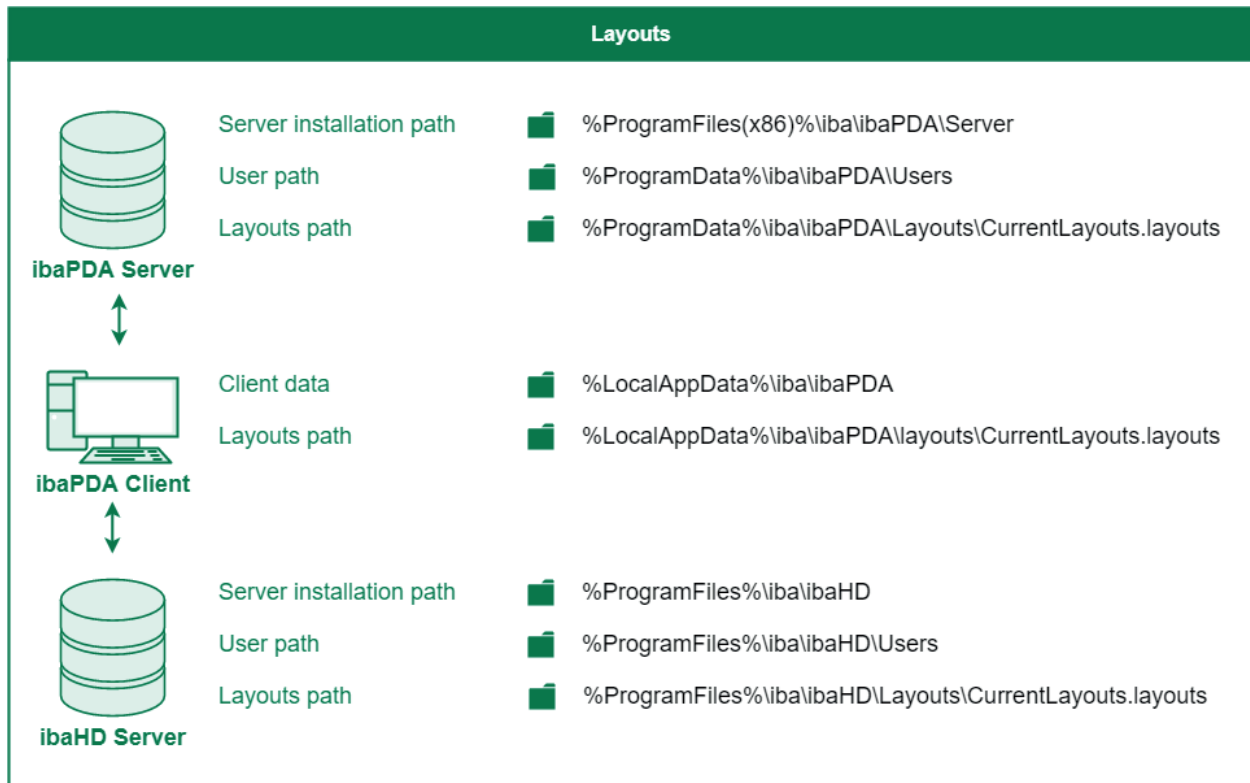 Layouts
Server installation path %ProgramFiles(x86)%\iba\ibaPDA\Server
User path %ProgramData%\iba\ibaPDA\Users
Layouts path %ProgramData%\iba\ibaPDA\Layouts\CurrentLayouts.layouts
ibaPDA Server
Client data %LocalAppData%\iba\ibaPDA
Layouts path %LocalAppData%\iba\ibaPDA\layouts\CurrentLayouts.layouts
ibaPDA Client
Server installation path %ProgramFiles%\iba\ibaHD
User path %ProgramFiles%\iba\ibaHD\Users
Layouts path %ProgramFiles%\iba\ibaHD\Layouts\CurrentLayouts.layouts
ibaHD Server